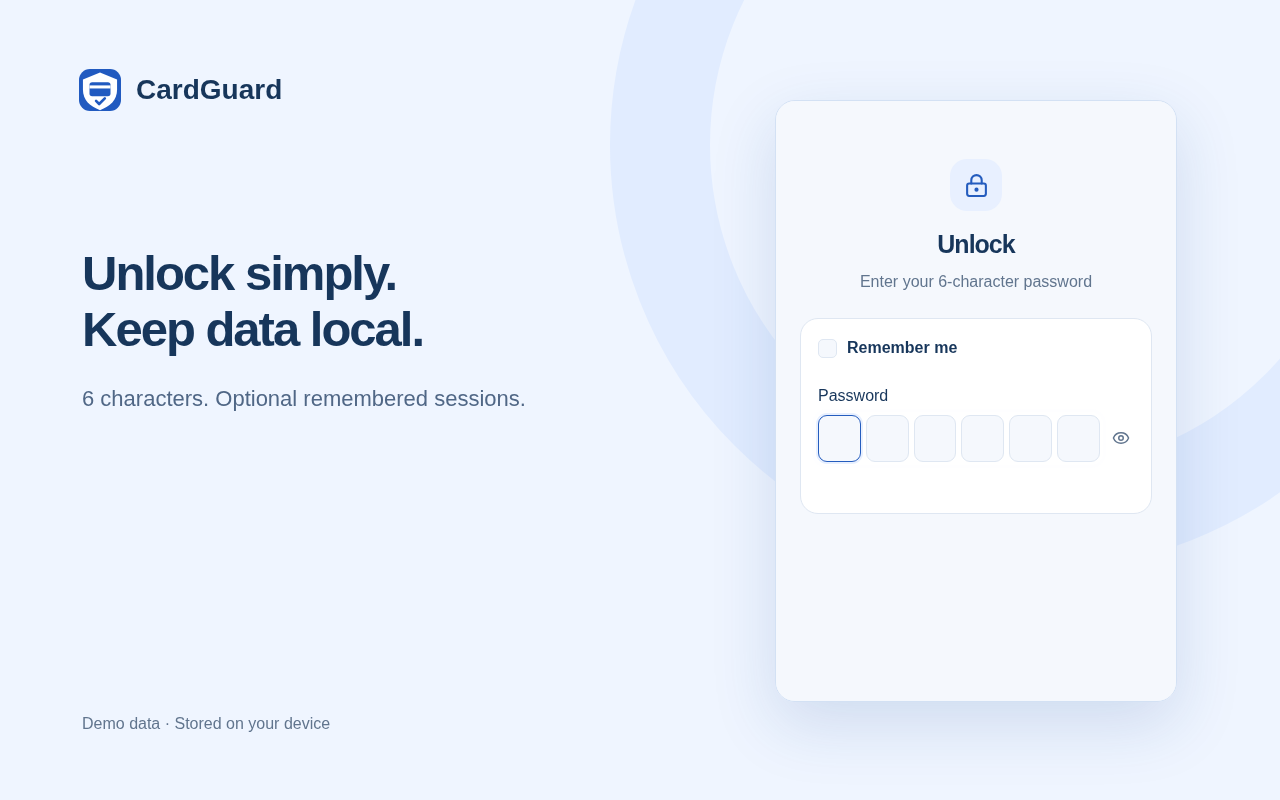 CardGuard
Unlock simply.
Keep data local.
6 characters. Optional remembered sessions.
Demo data · Stored on your device
Unlock
Enter your 6-character password
Remember me
Password